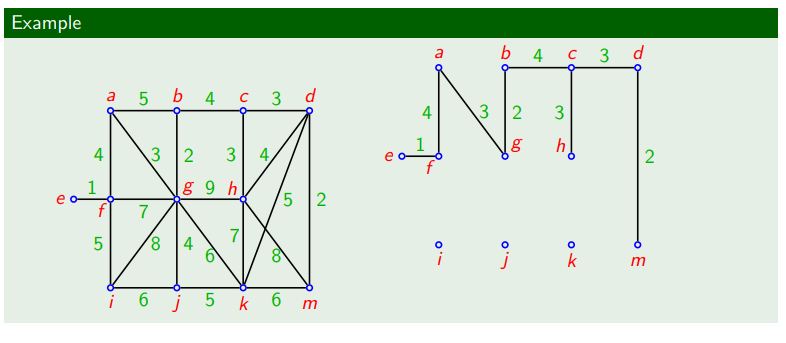 Example
a b c d
5 4 3
4 3 2 3 4
e 1 f g 9 h 5 2
7
5 8 4 6 7 8
i 6 j 5 k 6 m
a b 4 c 3 d
4 3 2 3 2
e 1 f g h
i j k m